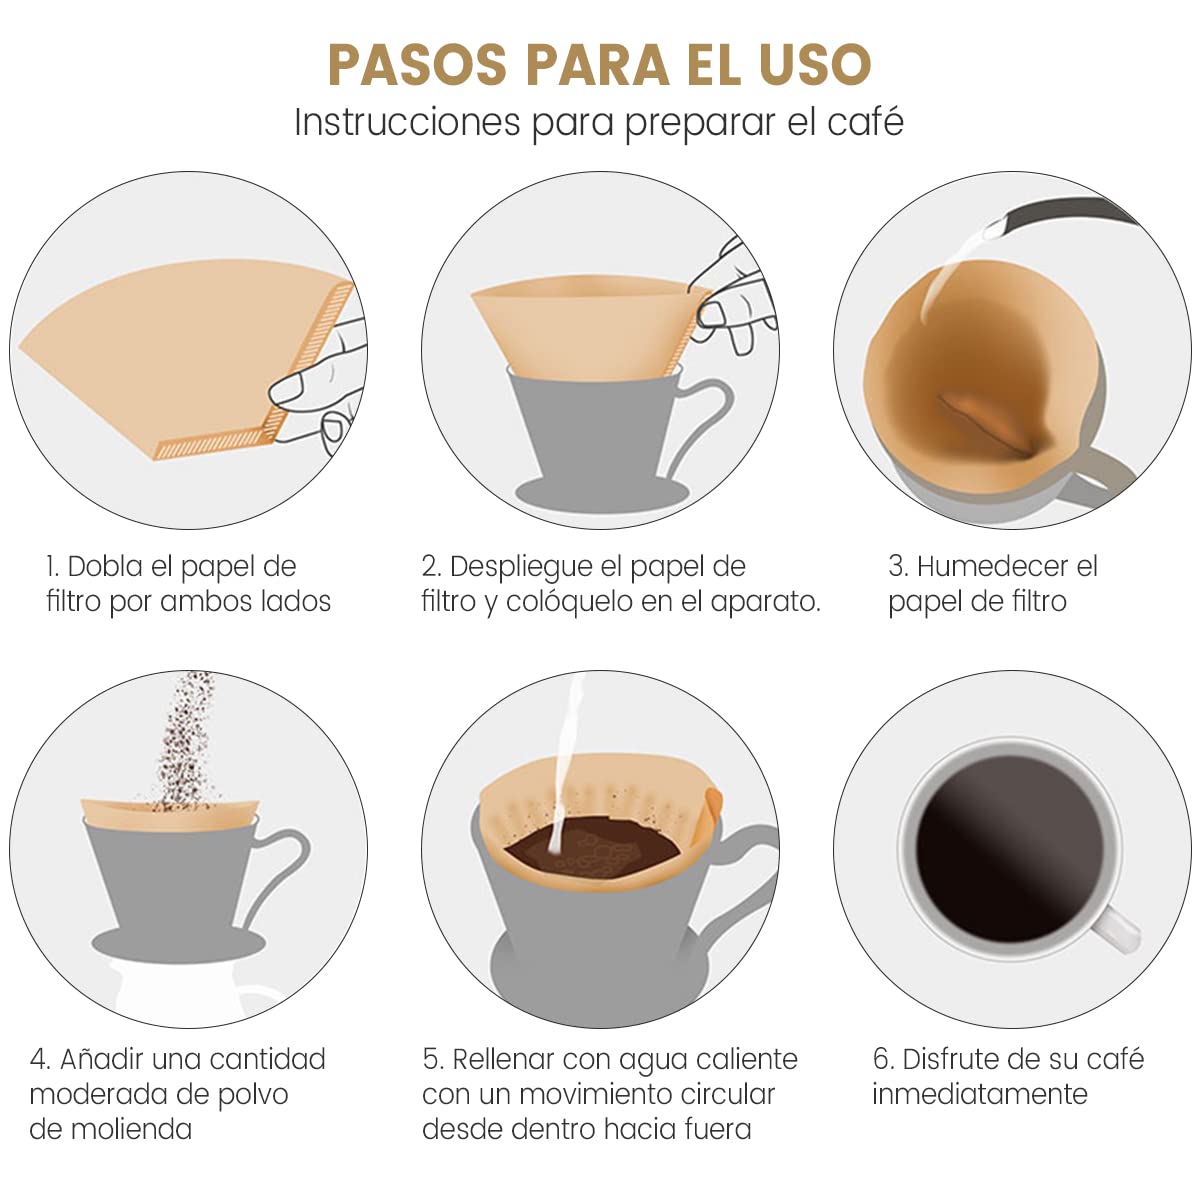 PASOS PARA EL USO
Instrucciones para preparar el café
1. Dobla el papel de
filtro por ambos lados
2. Despliegue el papel de
filtro y colóquelo en el aparato.
3. Humedecer el
papel de filtro
4. Añadir una cantidad
moderada de polvo
de molienda
5. Rellenar con agua caliente
con un movimiento circular
desde dentro hacia fuera
6. Disfrute de su café
inmediatamente